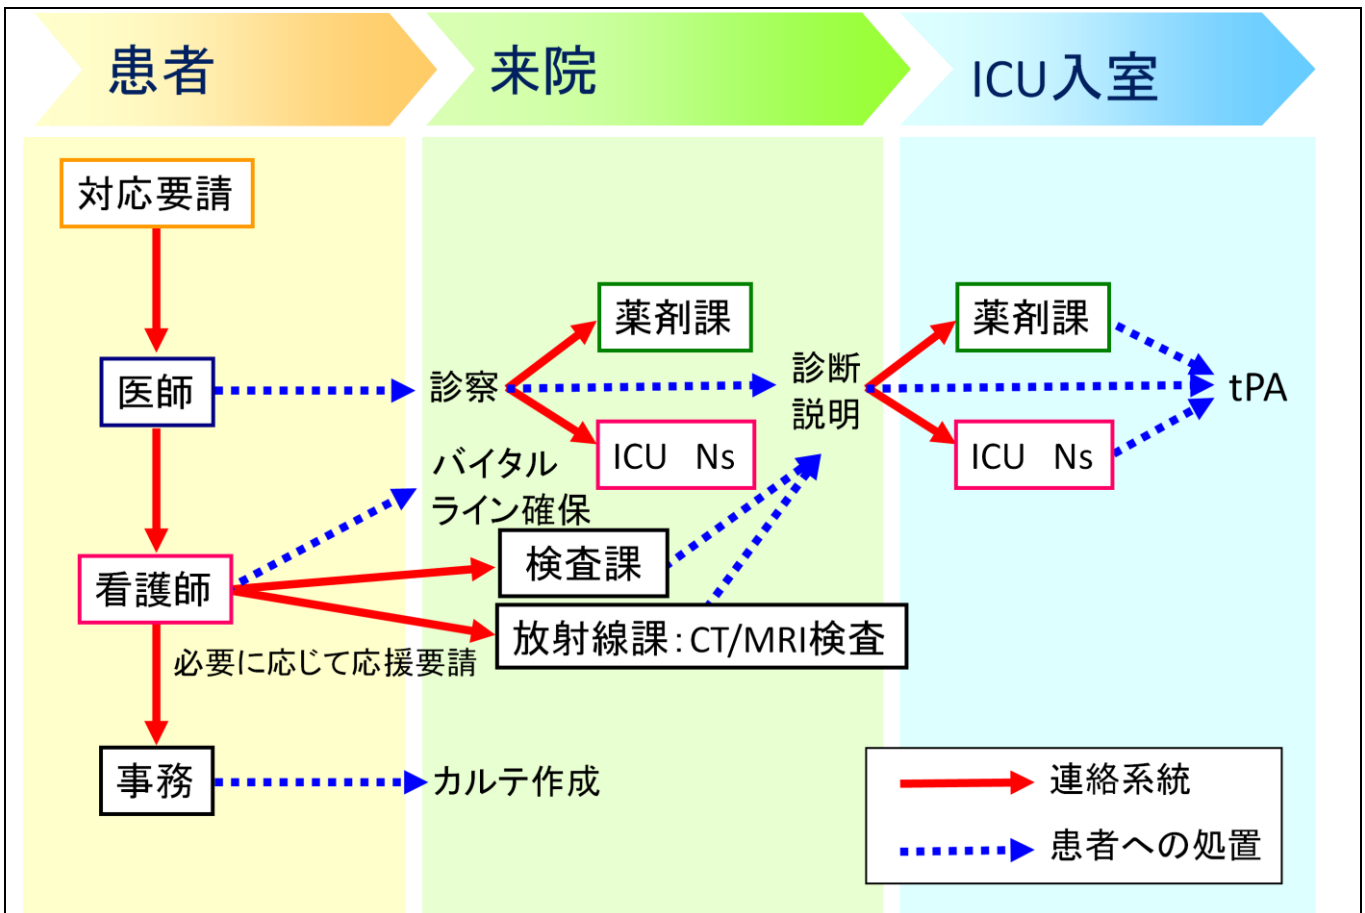 患者
来院
ICU入室
対応要請
医師
看護師
必要に応じて応援要請
事務
診察
バイタル
ライン確保
薬剤課
ICU Ns
検査課
放射線課：CT/MRI検査
カルテ作成
診断
説明
薬剤課
ICU Ns
tPA
連絡系統
患者への処置